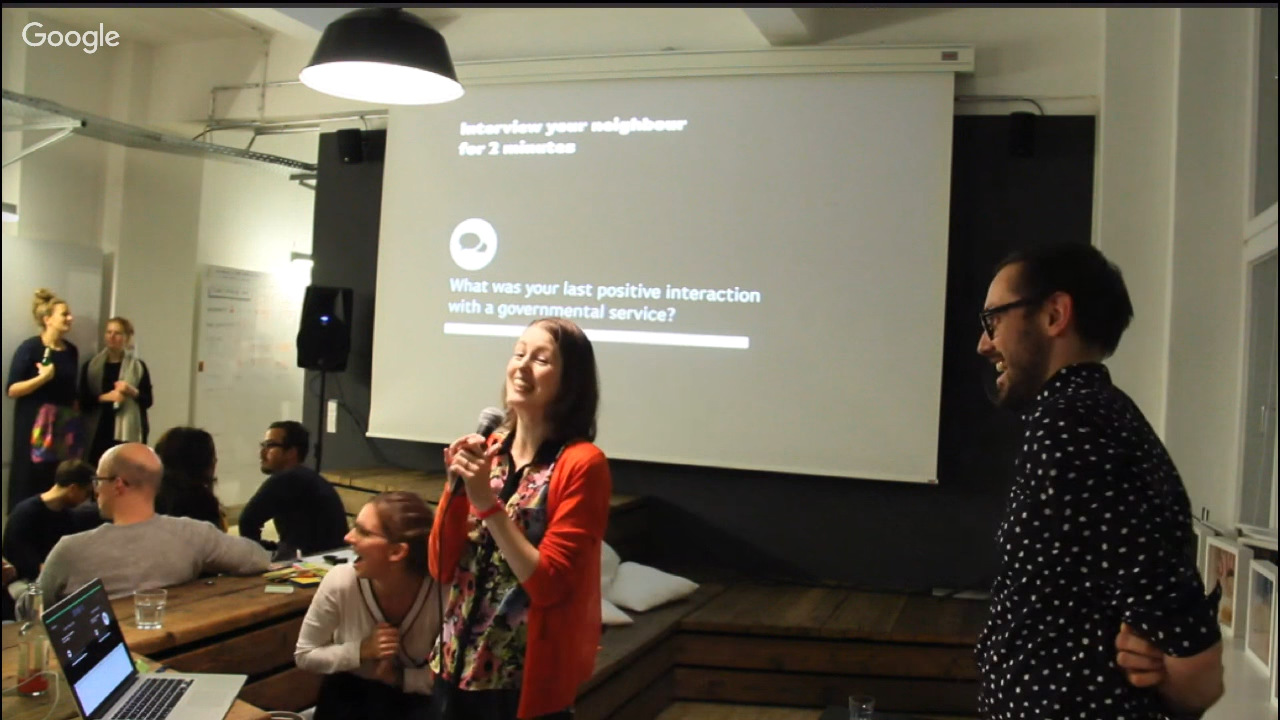 Google
Interview your neighbour
for 2 minutes
What was your last positive interaction
with a governmental service?